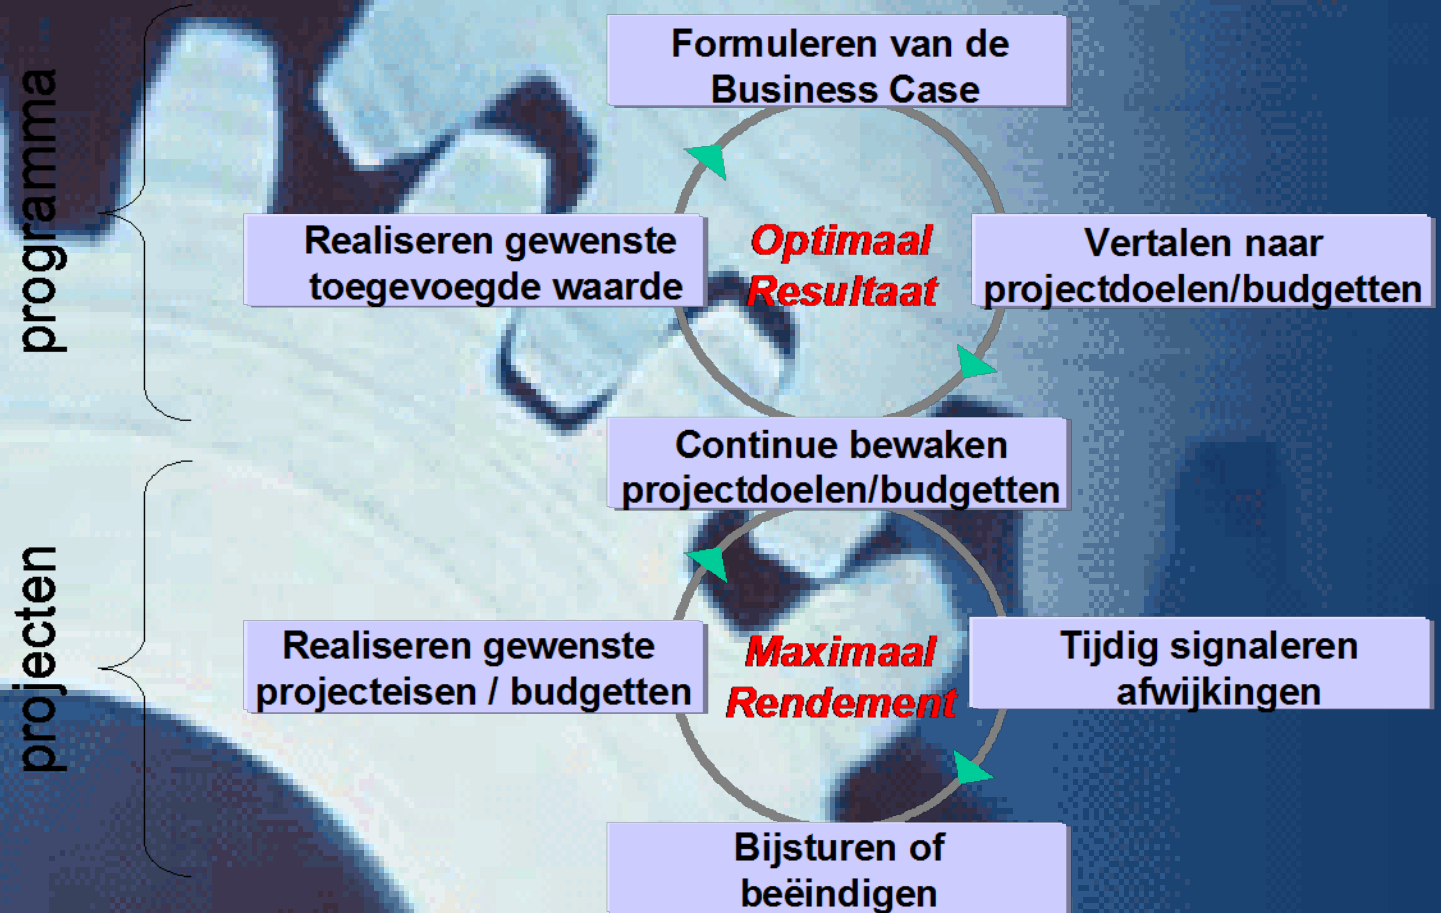 programma
Formuleren van de
Business Case
Realiseren gewenste
toegevoegde waarde
Optimaal
Resultaat
Vertalen naar
projectdoelen/budgetten
Continue bewaken
projectdoelen/budgetten
projecten
Realiseren gewenste
projecteisen / budgetten
Maximaal
Rendement
Tijdig signaleren
afwijkingen
Bijsturen of
beëindigen